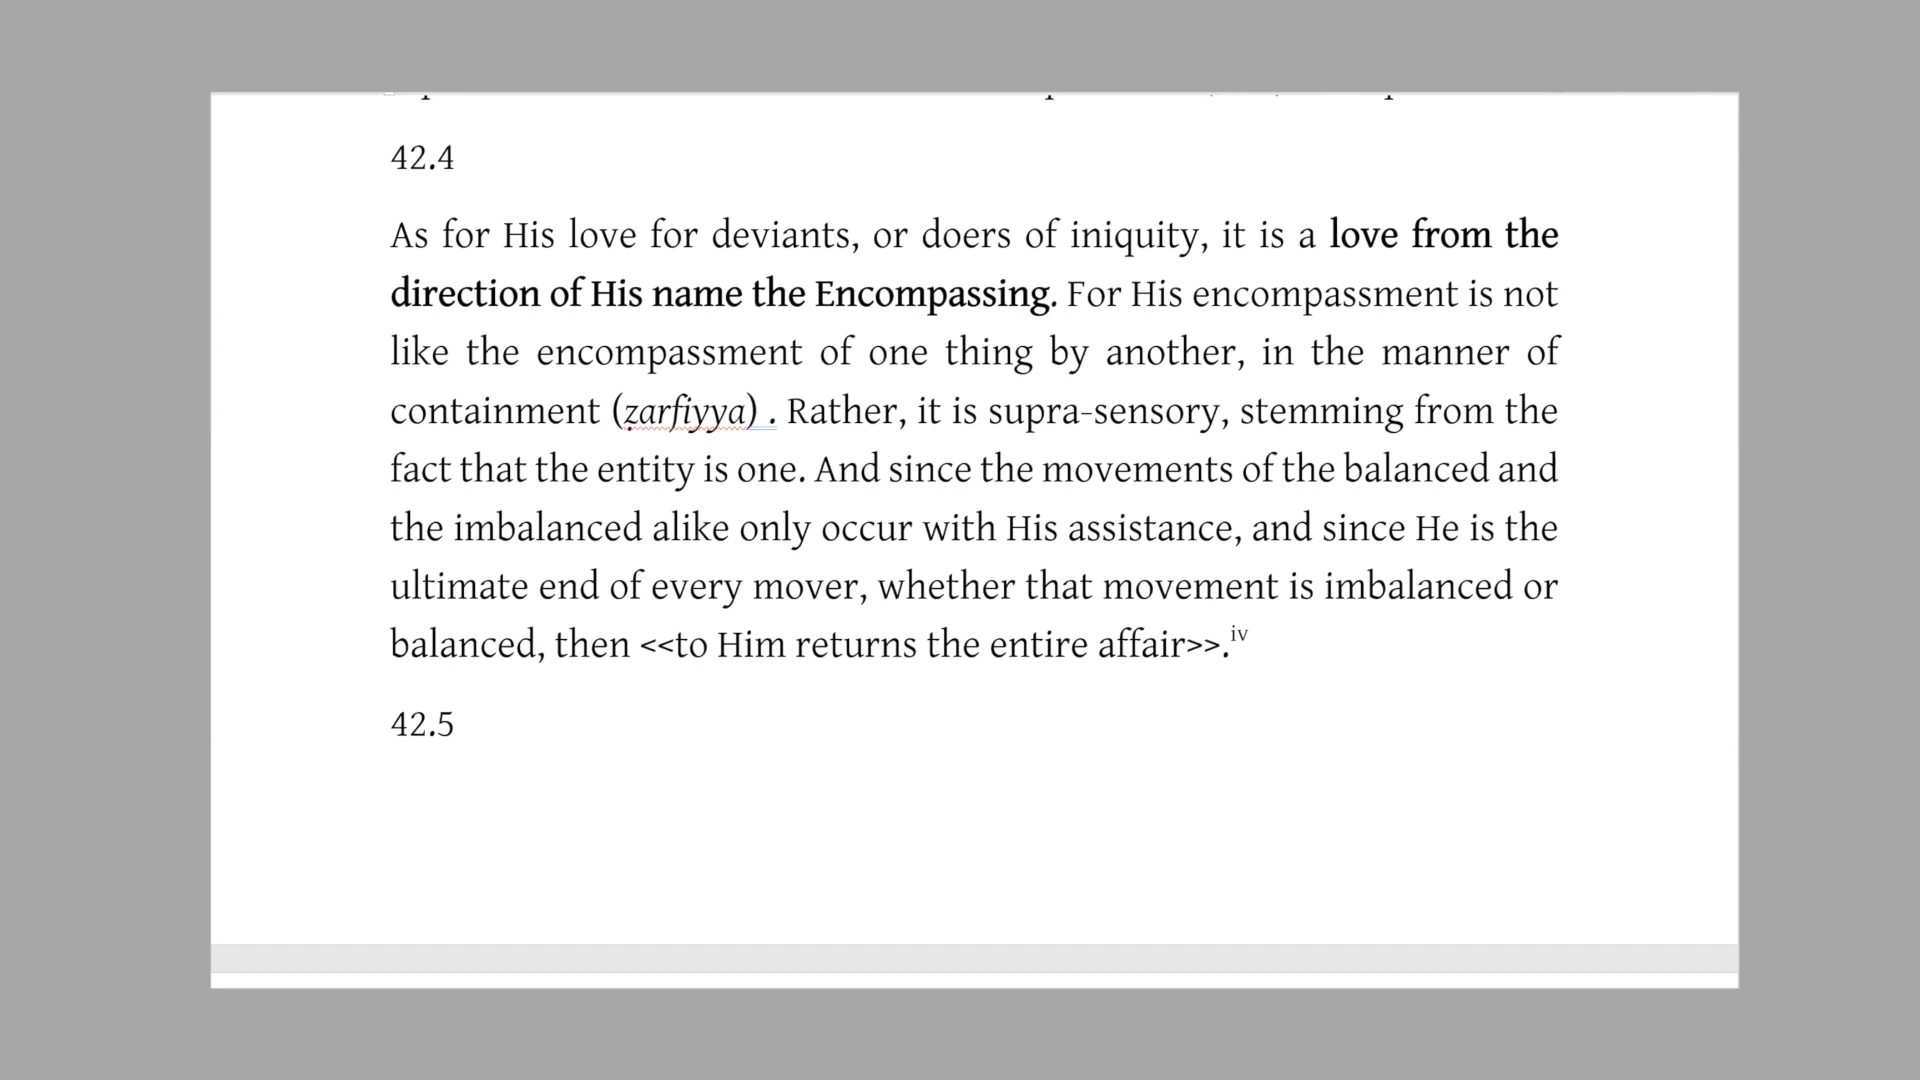 42.4
As for His love for deviants, or doers of iniquity, it is a love from the
direction of His name the Encompassing. For His encompassment is not
like the encompassment of one thing by another, in the manner of
containment (ẓarfiyya) . Rather, it is supra-sensory, stemming from the
fact that the entity is one. And since the movements of the balanced and
the imbalanced alike only occur with His assistance, and since He is the
ultimate end of every mover, whether that movement is imbalanced or
balanced, then <<to Him returns the entire affair>>.iv
42.5